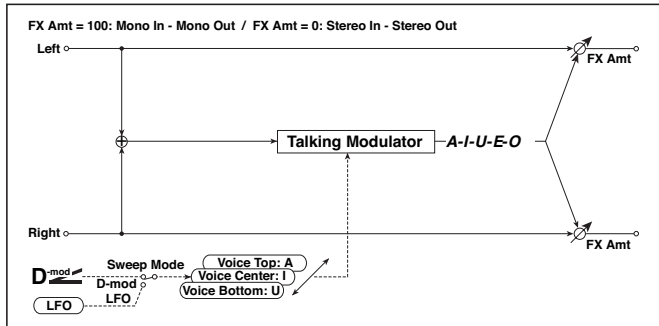 FX Amt = 100: Mono In - Mono Out / FX Amt = 0: Stereo In - Stereo Out
Left
FX Amt
Talking Modulator
A-I-U-E-O
Right
FX Amt
Voice Top: A
Sweep Mode
Voice Center: I
D-mod
D-mod
Voice Bottom: U
LFO
LFO